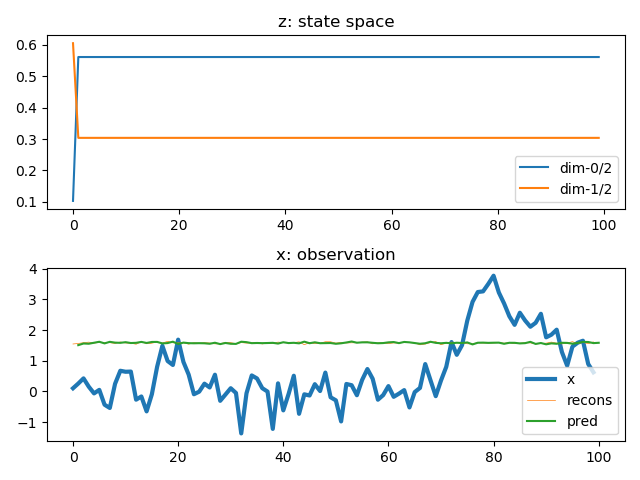 z: state space
0.6
0.5
0.4
0.3
0.2
0.1
dim-0/2
dim-1/2
0 20 40 60 80 100
x: observation
4
3
2
1
0
−1
x
recons
pred
0 20 40 60 80 100